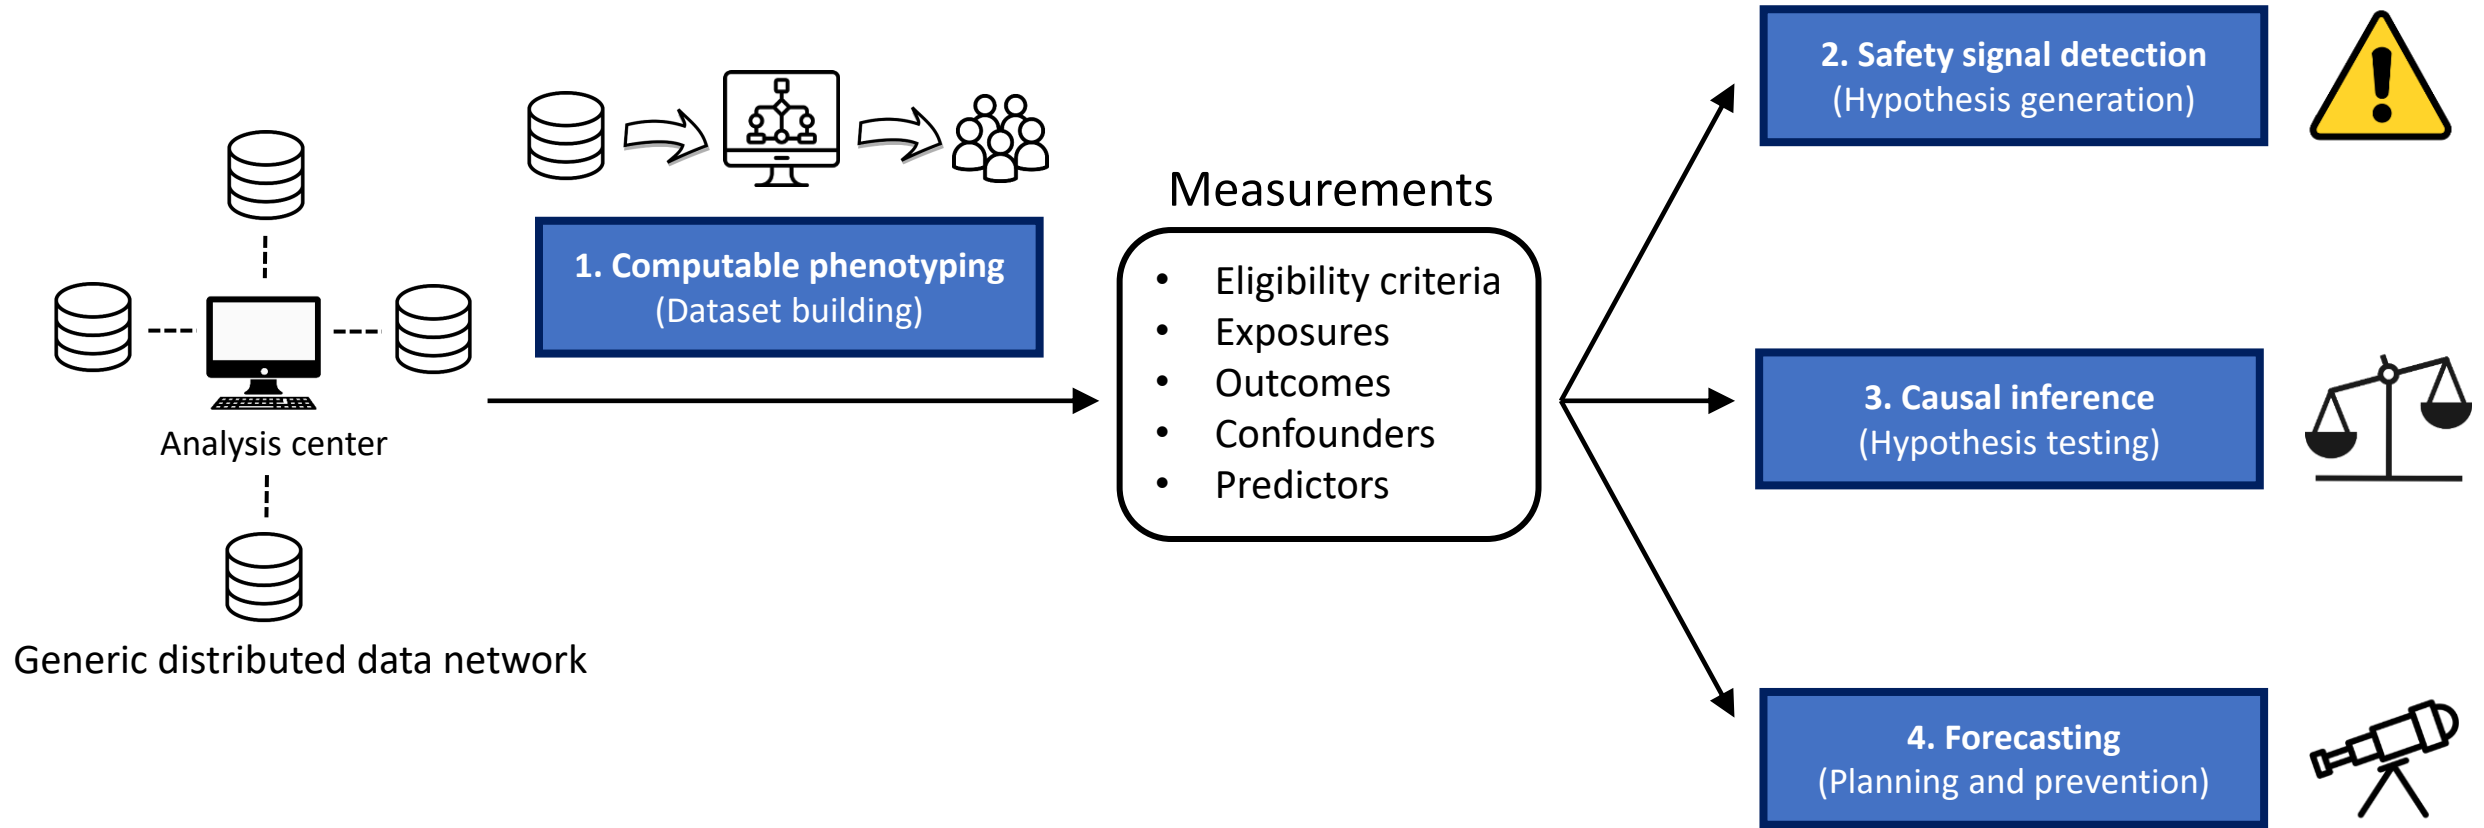 Analysis center
Generic distributed data network
1. Computable phenotyping
(Dataset building)
Measurements
• Eligibility criteria
• Exposures
• Outcomes
• Confounders
• Predictors
2. Safety signal detection
(Hypothesis generation)
3. Causal inference
(Hypothesis testing)
4. Forecasting
(Planning and prevention)